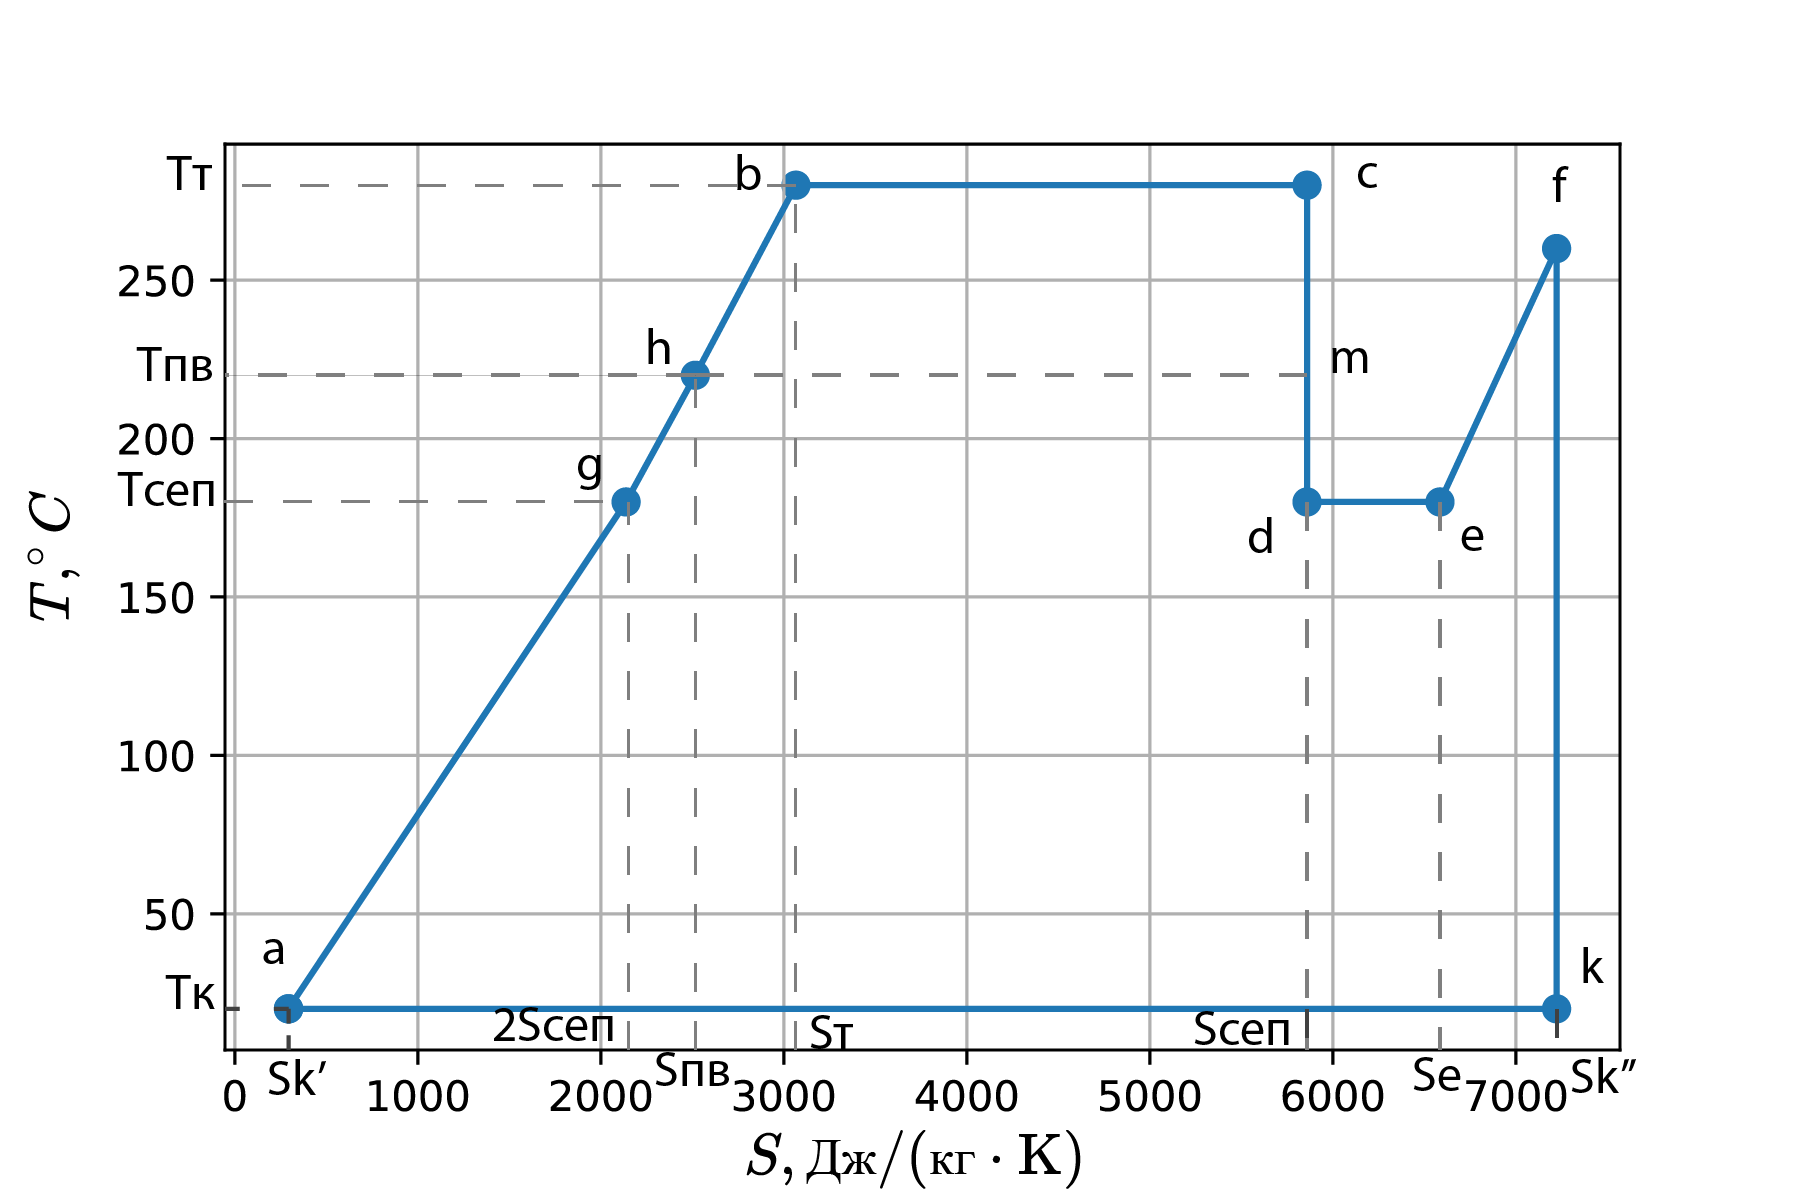 Tт
b
c
f
250
Tпв
h
m
200
g
Tсеп
d
e
150
100
50
a
Tк
k
2Sсеп
Sт
Sсеп
Sk′
Sпв
Se
Sk″
0
1000
2000
3000
4000
5000
6000
7000
T,°C
S, Дж/(кг · К)